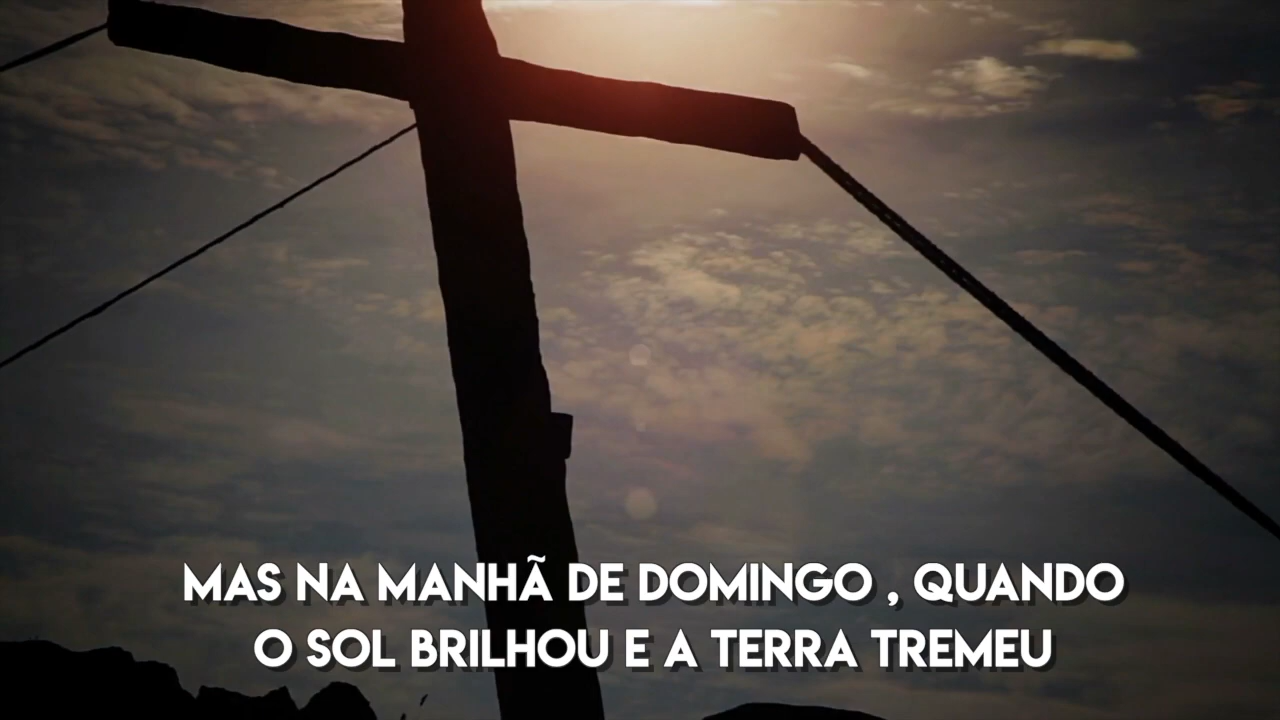 MAS NA MANHÃ DE DOMINGO , QUANDO
O SOL BRILHOU E A TERRA TREMEU